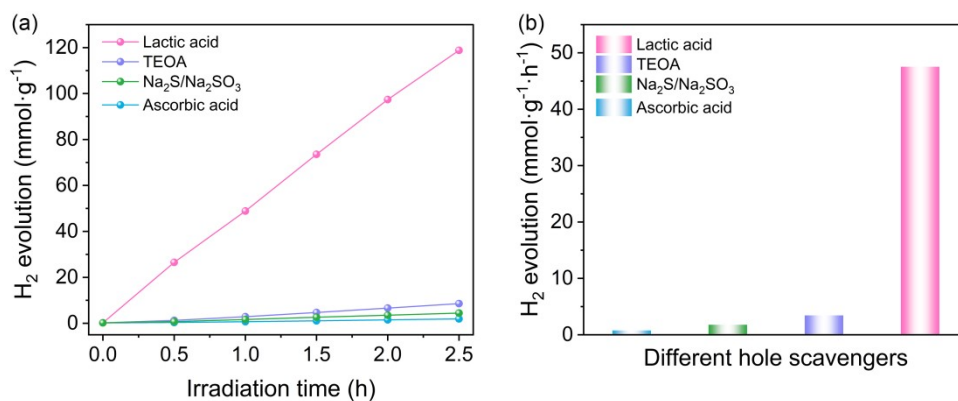 (a)
H₂ evolution (mmol·g⁻¹)
120
100
80
60
40
20
0
Lactic acid
TEOA
Na₂S/Na₂SO₃
Ascorbic acid
0.0 0.5 1.0 1.5 2.0 2.5
Irradiation time (h)
(b)
H₂ evolution (mmol·g⁻¹·h⁻¹)
50
40
30
20
10
0
Lactic acid
TEOA
Na₂S/Na₂SO₃
Ascorbic acid
Different hole scavengers